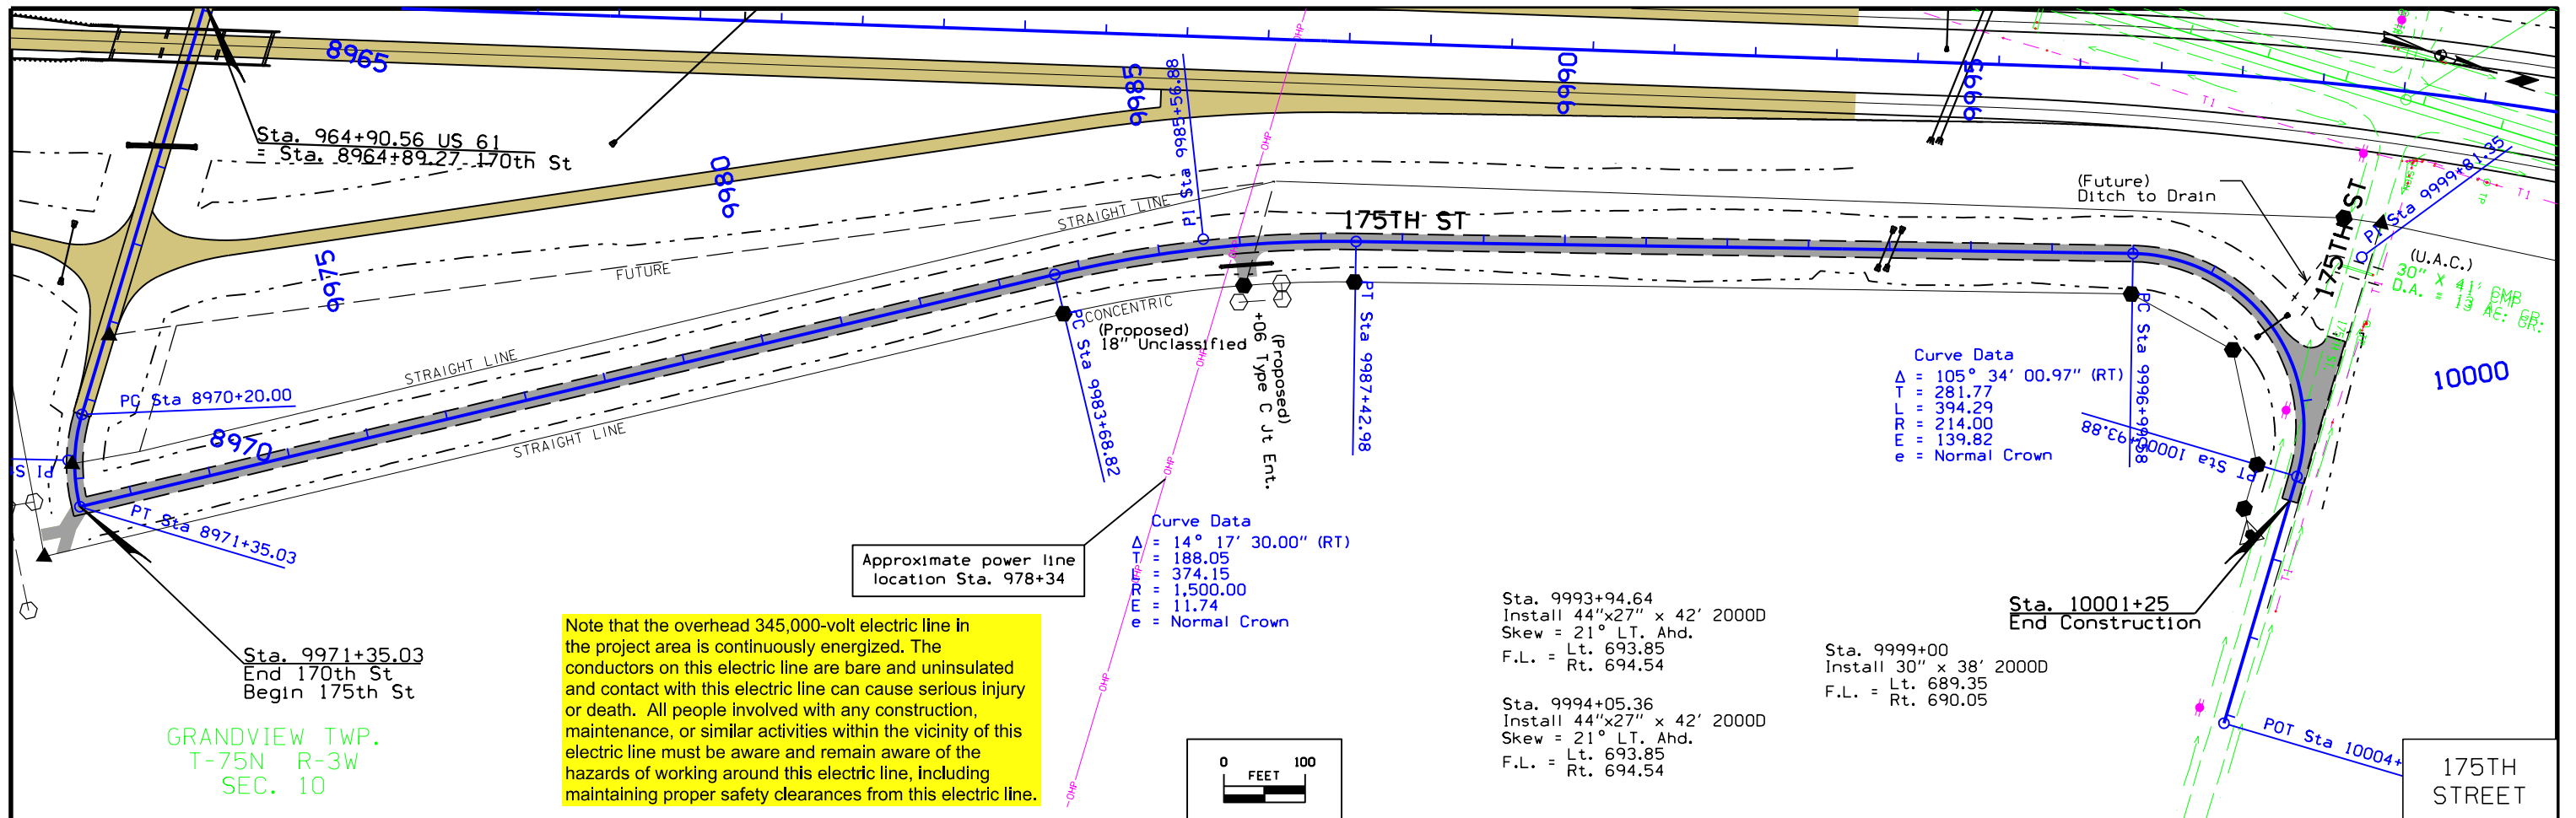 8965
9985
PI Sta 9985+56.88
9990
9995
Sta. 964+90.56 US 61
= Sta. 8964+89.27 170th St
9980
STRAIGHT LINE
175TH ST
(Future)
Ditch to Drain
175TH ST
PI Sta 9999+81.35
(U.A.C.)
30" X 41' CMP
9975
FUTURE
CONCENTRIC
(Proposed)
18" Unclassified
PC Sta 9983+68.82
+06 Type C Jt Ent.
(Proposed)
PT Sta 9987+42.98
STRAIGHT LINE
PC Sta 8970+20.00
8970
STRAIGHT LINE
PT Sta 8971+35.03
Curve Data
Δ = 105° 34' 00.97" (RT)
T = 281.77
L = 394.29
R = 214.00
E = 139.82
e = Normal Crown
PT Sta 10000+93.88
10000
Approximate power line
location Sta. 978+34
Curve Data
Δ = 14° 17' 30.00" (RT)
T = 188.05
L = 374.15
R = 1,500.00
E = 11.74
e = Normal Crown
OHP
OHP
OHP
OHP
OHP
OHP
T1
T1
T1
Sta. 9971+35.03
End 170th St
Begin 175th St
GRANDVIEW TWP.
T-75N R-3W
SEC. 10
Note that the overhead 345,000-volt electric line in
the project area is continuously energized. The
conductors on this electric line are bare and uninsulated
and contact with this electric line can cause serious injury
or death. All people involved with any construction,
maintenance, or similar activities within the vicinity of this
electric line must be aware and remain aware of the
hazards of working around this electric line, including
maintaining proper safety clearances from this electric line.
0 100
FEET
Sta. 9993+94.64
Install 44"x27" x 42' 2000D
Skew = 21° LT. Ahd.
F.L. = Lt. 693.85
Rt. 694.54
Sta. 9994+05.36
Install 44"x27" x 42' 2000D
Skew = 21° LT. Ahd.
F.L. = Lt. 693.85
Rt. 694.54
Sta. 9999+00
Install 30" x 38' 2000D
F.L. = Lt. 689.35
Rt. 690.05
Sta. 10001+25
End Construction
POT Sta 10004+
175TH
STREET